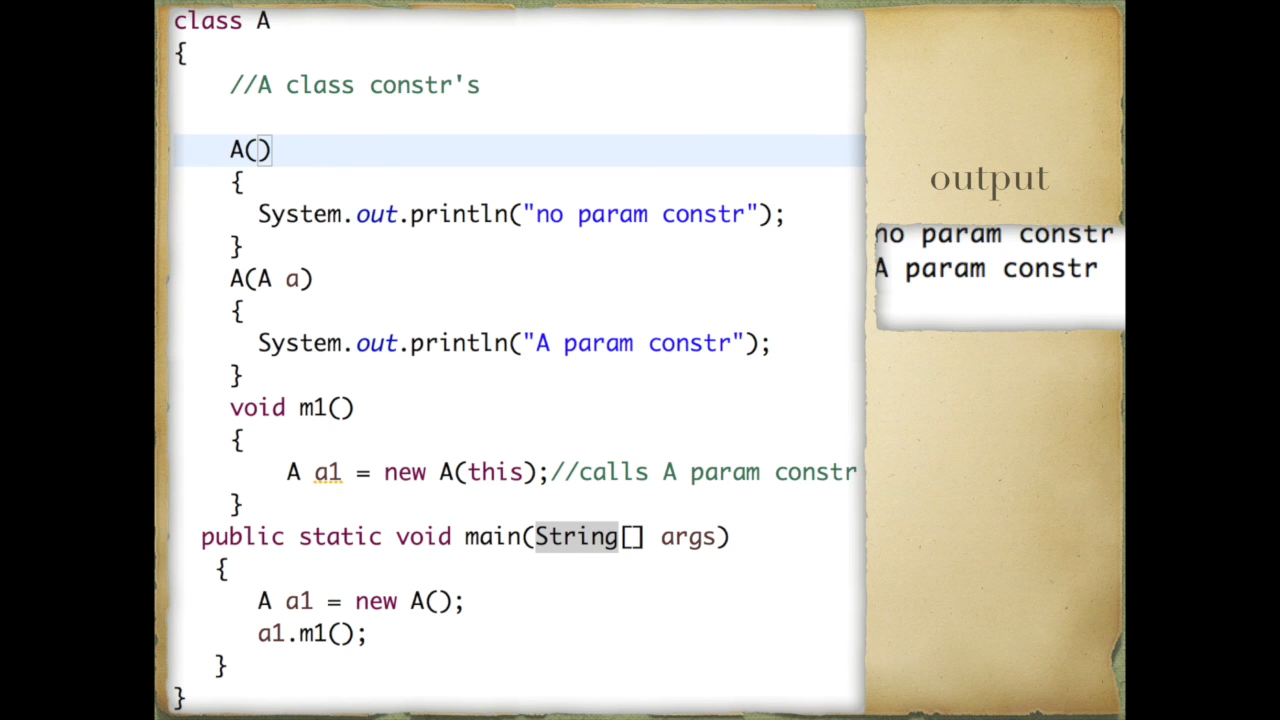 class A
{
//A class constr's
A()
{
System.out.println("no param constr");
}
A(A a)
{
System.out.println("A param constr");
}
void m1()
{
A a1 = new A(this);//calls A param constr
}
public static void main(String[] args)
{
A a1 = new A();
a1.m1();
}
}
output
no param constr
A param constr